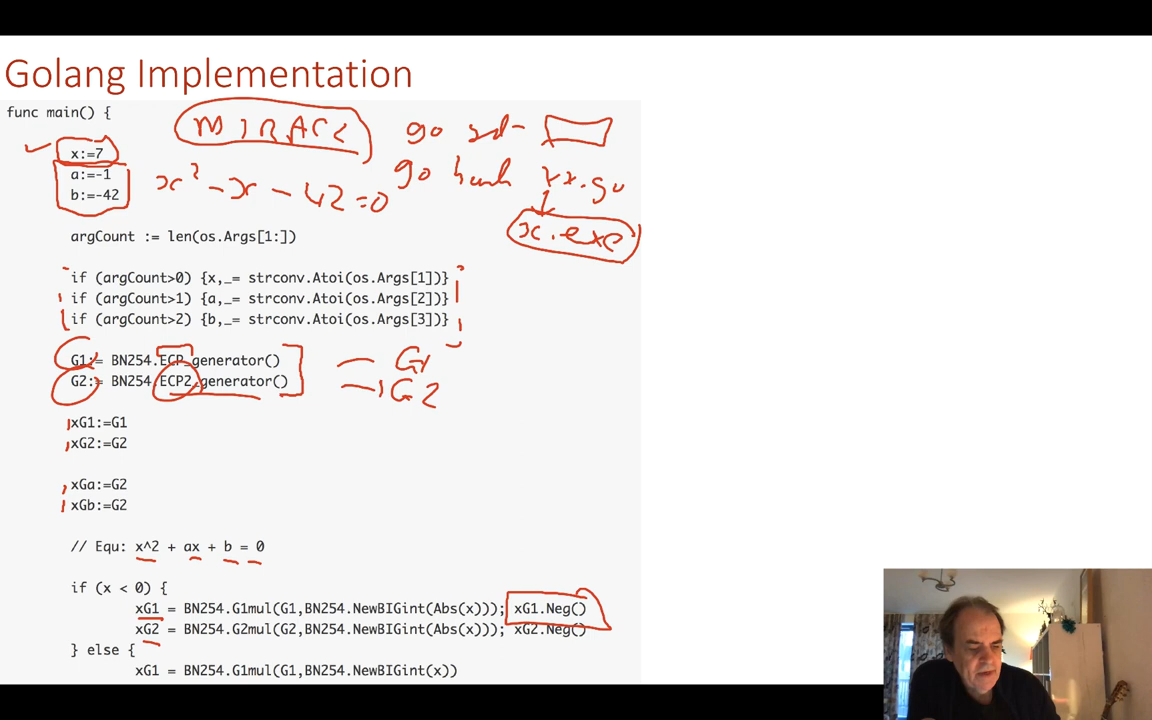 Golang Implementation
func main() {
MIRACL
go
x:=7
a:=-1
go
x.go
b:=-42
x² - x - 42 = 0
x.exe
argCount := len(os.Args[1:])
if (argCount>0) {x,_= strconv.Atoi(os.Args[1])}
if (argCount>1) {a,_= strconv.Atoi(os.Args[2])}
if (argCount>2) {b,_= strconv.Atoi(os.Args[3])}
G1:= BN254.ECP_generator()
G1
G2:= BN254.ECP2_generator()
G2
xG1:=G1
xG2:=G2
xGa:=G2
xGb:=G2
// Equ: x^2 + ax + b = 0
if (x < 0) {
xG1 = BN254.G1mul(G1,BN254.NewBIGint(Abs(x))); xG1.Neg()
xG2 = BN254.G2mul(G2,BN254.NewBIGint(Abs(x))); xG2.Neg()
} else {
xG1 = BN254.G1mul(G1,BN254.NewBIGint(x))